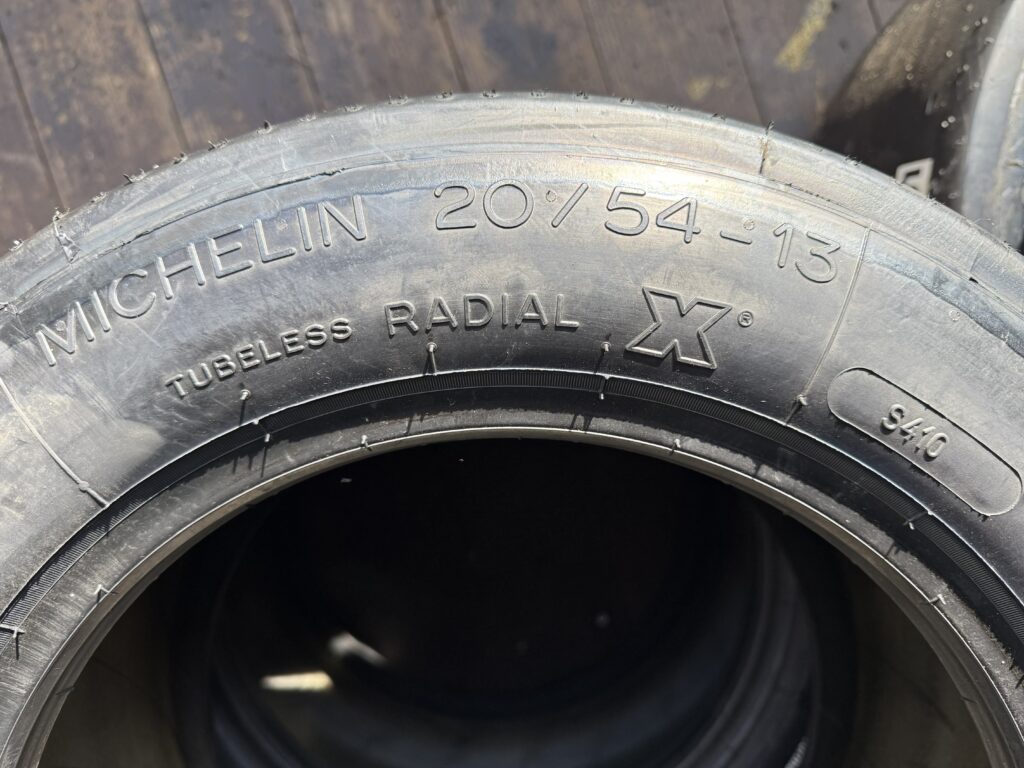 MICHELIN 20/54-13
TUBELESS RADIAL X®
S410